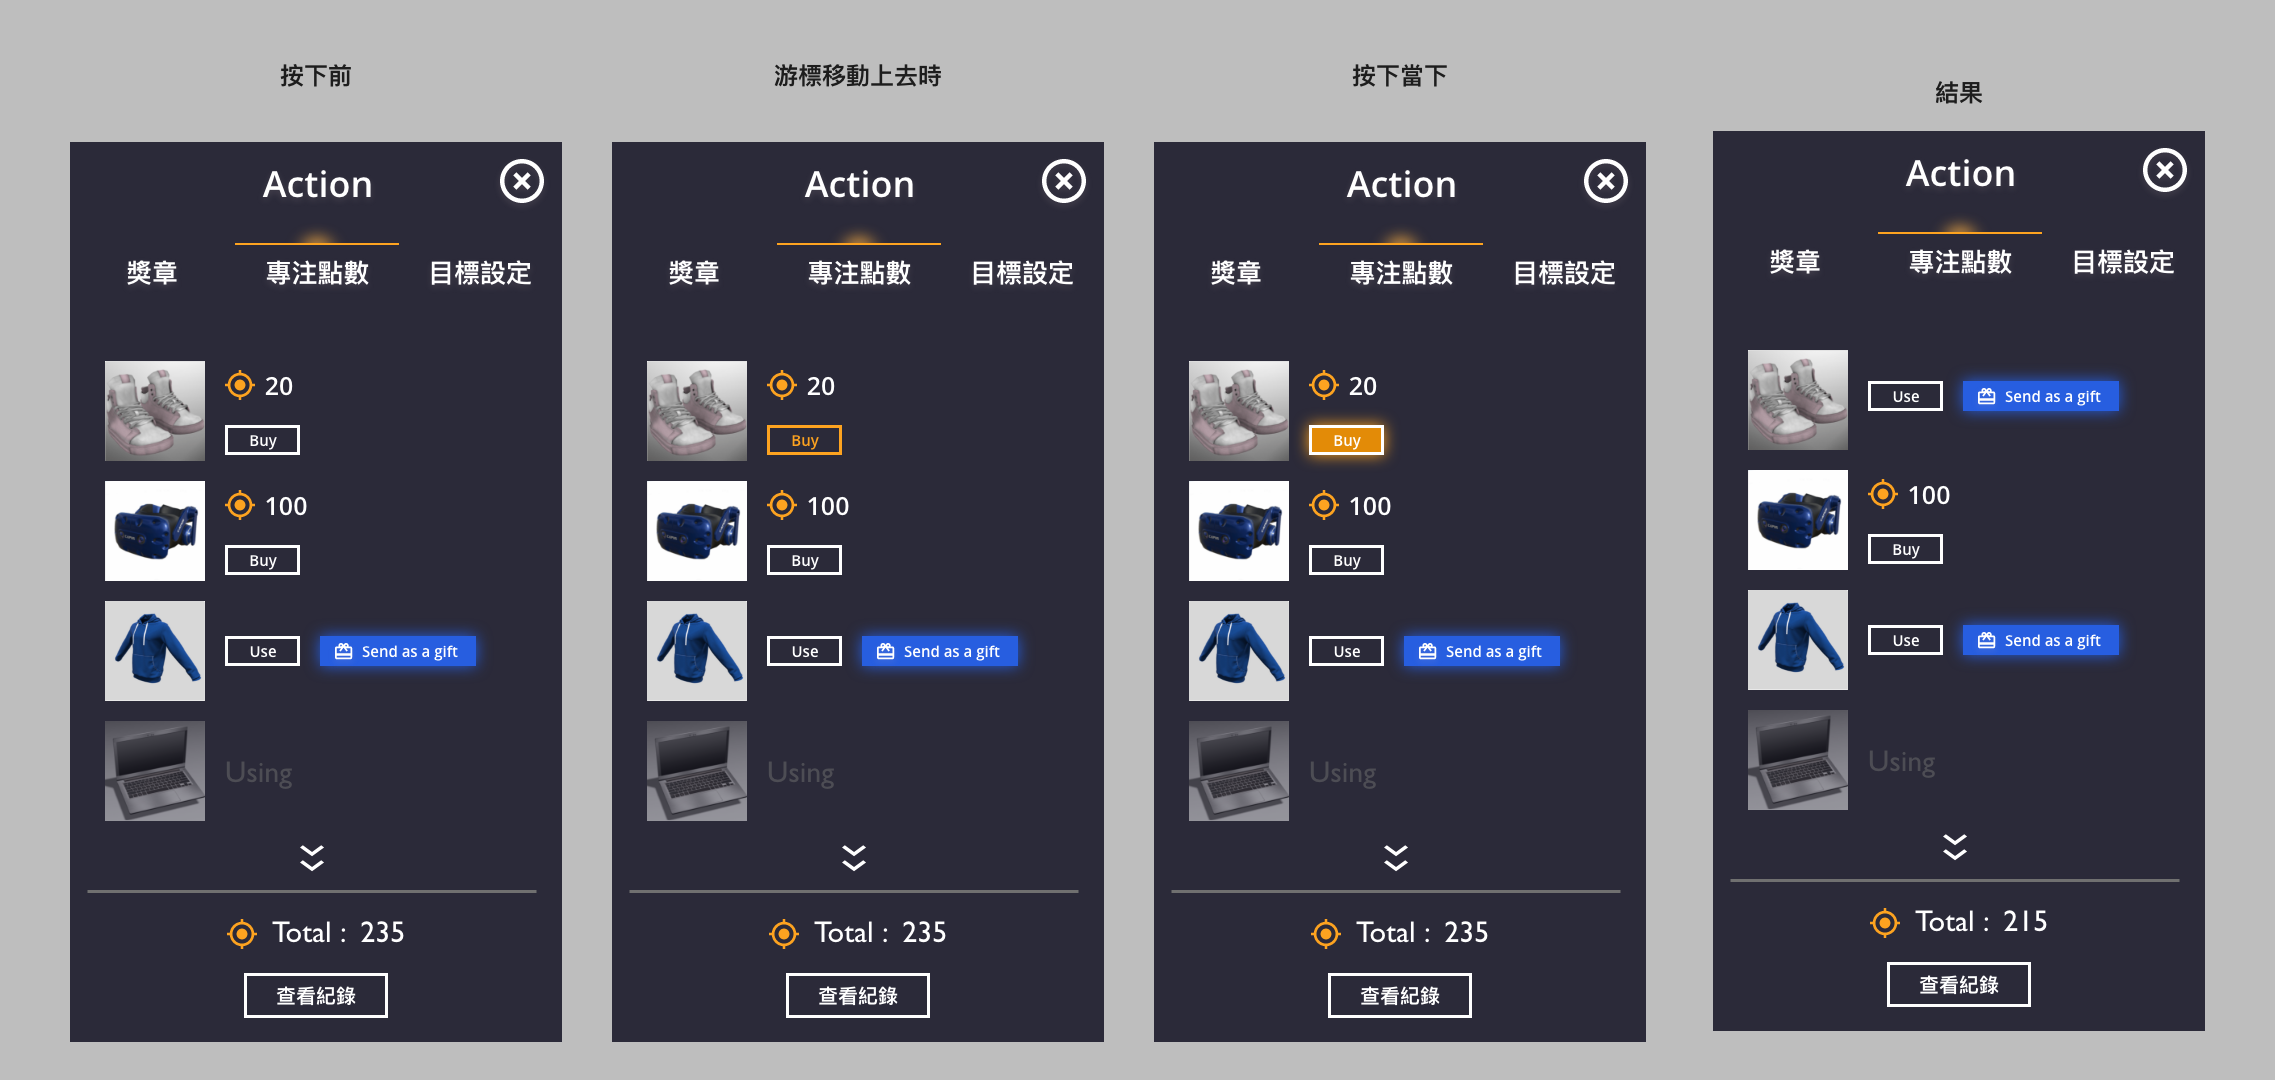 按下前
Action
獎章 專注點數 目標設定
20
Buy
100
Buy
Use Send as a gift
Using
Total : 235
查看紀錄
游標移動上去時
Action
獎章 專注點數 目標設定
20
Buy
100
Buy
Use Send as a gift
Using
Total : 235
查看紀錄
按下當下
Action
獎章 專注點數 目標設定
20
Buy
100
Buy
Use Send as a gift
Using
Total : 235
查看紀錄
結果
Action
獎章 專注點數 目標設定
Use Send as a gift
100
Buy
Use Send as a gift
Using
Total : 215
查看紀錄